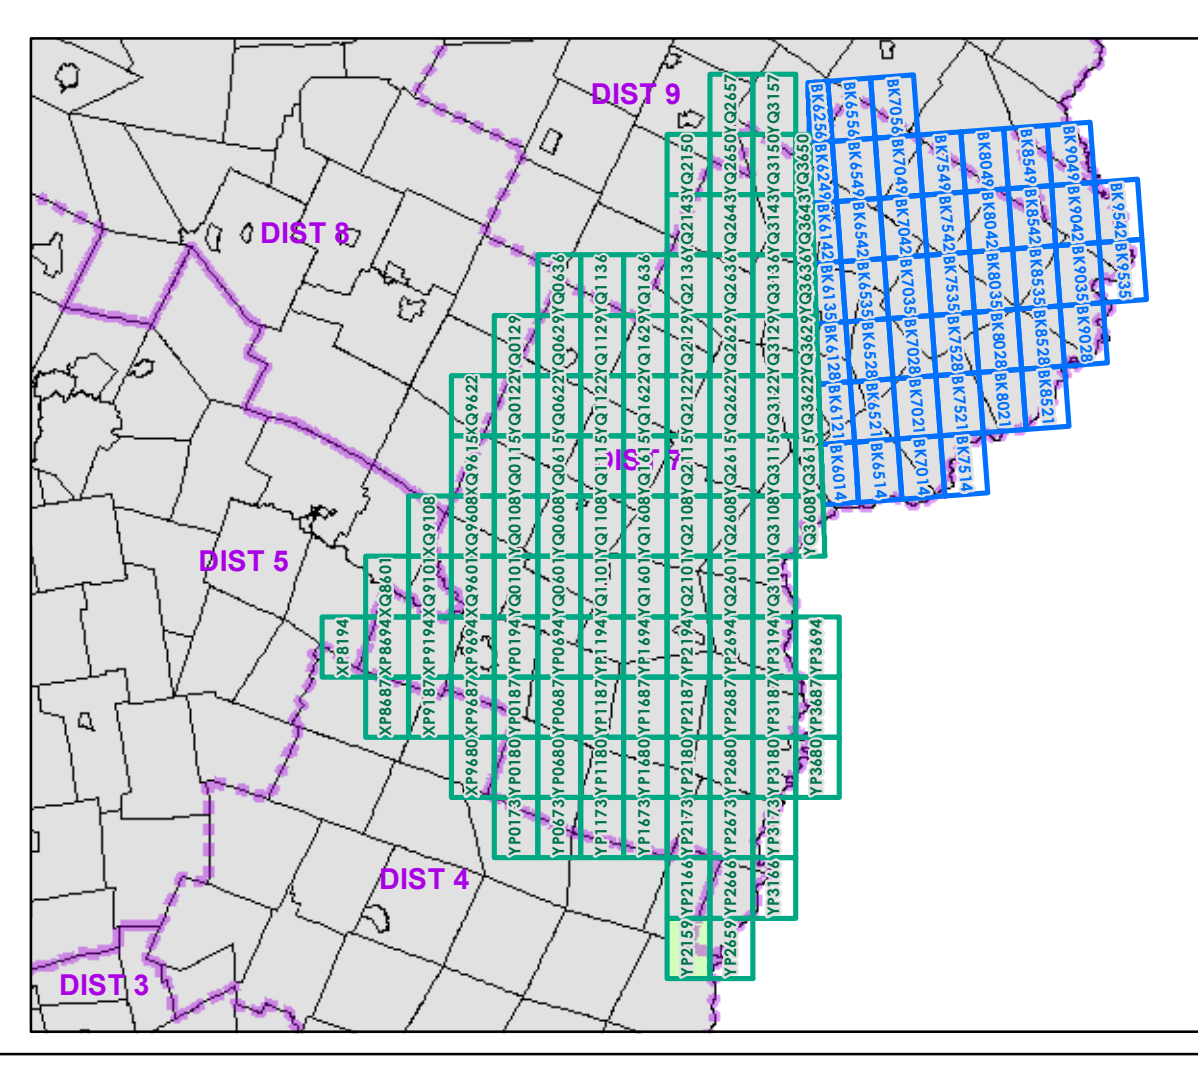 DIST 9
DIST 8
DIST 7
DIST 5
DIST 4
DIST 3
YQ2657 YQ3157
YQ2150 YQ2650 YQ3150 YQ3650
YQ2143 YQ2643 YQ3143 YQ3643
YQ0636 YQ1136 YQ1636 YQ2136 YQ2636 YQ3136 YQ3636
YQ0129 YQ0629 YQ1129 YQ1629 YQ2129 YQ2629 YQ3129 YQ3629
XQ9622 YQ0122 YQ0622 YQ1122 YQ1622 YQ2122 YQ2622 YQ3122 YQ3622
XQ9615 YQ0115 YQ0615 YQ1115 YQ1615 YQ2115 YQ2615 YQ3115 YQ3615
XQ9108 XQ9608 YQ0108 YQ0608 YQ1108 YQ1608 YQ2108 YQ2608 YQ3108 YQ3608
XQ8601 XQ9101 XQ9601 YQ0101 YQ0601 YQ1101 YQ1601 YQ2101 YQ2601 YQ3101
XP8194 XP8694 XP9194 XP9694 YP0194 YP0694 YP1194 YP1694 YP2194 YP2694 YP3194 YP3694
XP8687 XP9187 XP9687 YP0187 YP0687 YP1187 YP1687 YP2187 YP2687 YP3187 YP3687
XP9680 YP0180 YP0680 YP1180 YP1680 YP2180 YP2680 YP3180 YP3680
YP0173 YP0673 YP1173 YP1673 YP2173 YP2673 YP3173
YP2166 YP2666 YP3166
YP2159 YP2659
BK6256 BK6556 BK7056
BK6249 BK6549 BK7049 BK7549 BK8049 BK8549 BK9049
BK6142 BK6542 BK7042 BK7542 BK8042 BK8542 BK9042 BK9542
BK6135 BK6535 BK7035 BK7535 BK8035 BK8535 BK9035 BK9535
BK6128 BK6528 BK7028 BK7528 BK8028 BK8528 BK9028
BK6121 BK6521 BK7021 BK7521 BK8021 BK8521
BK6014 BK6514 BK7014 BK7514